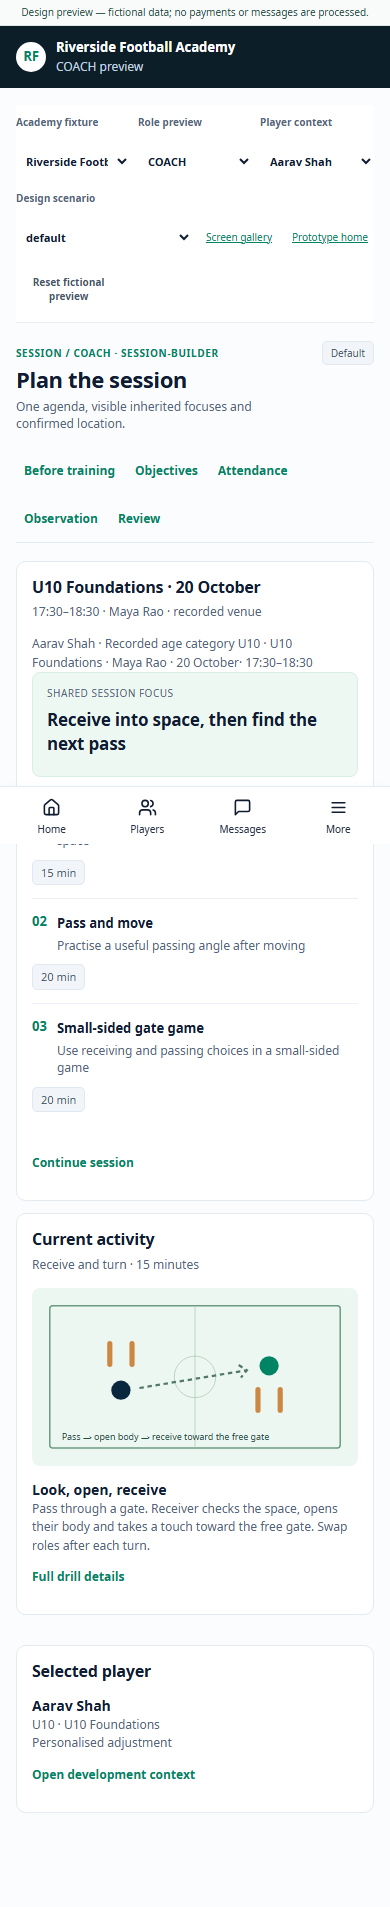 Design preview — fictional data; no payments or messages are processed.
RF
Riverside Football Academy
COACH preview
Academy fixture
Role preview
Player context
Riverside Footb
COACH
Aarav Shah
Design scenario
default
Screen gallery
Prototype home
Reset fictional
preview
SESSION / COACH · SESSION-BUILDER
Default
Plan the session
One agenda, visible inherited focuses and
confirmed location.
Before training
Objectives
Attendance
Observation
Review
U10 Foundations · 20 October
17:30–18:30 · Maya Rao · recorded venue
Aarav Shah · Recorded age category U10 · U10
Foundations · Maya Rao · 20 October· 17:30–18:30
SHARED SESSION FOCUS
Receive into space, then find the
next pass
Home
Players
Messages
More
15 min
02 Pass and move
Practise a useful passing angle after moving
20 min
03 Small-sided gate game
Use receiving and passing choices in a small-sided
game
20 min
Continue session
Current activity
Receive and turn · 15 minutes
Pass → open body → receive toward the free gate
Look, open, receive
Pass through a gate. Receiver checks the space, opens
their body and takes a touch toward the free gate. Swap
roles after each turn.
Full drill details
Selected player
Aarav Shah
U10 · U10 Foundations
Personalised adjustment
Open development context